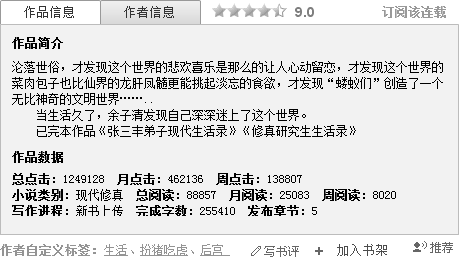 作品信息 作者信息 9.0 订阅该连载
作品简介
沦落世俗，才发现这个世界的悲欢喜乐是那么的让人心动留恋，才发现这个世界的
菜肉包子也比仙界的龙肝凤髓更能挑起淡忘的食欲，才发现“蝼蚁们”创造了一个
无比神奇的文明世界……..
当生活久了，余子清发现自己深深迷上了这个世界。
已完本作品《张三丰弟子现代生活录》《修真研究生生活录》
作品数据
总点击：1249128 月点击：462136 周点击：138807
小说类别：现代修真 总阅读：88857 月阅读：25083 周阅读：8020
写作进程：新书上传 完成字数：255410 发布章节：5
作者自定义标签：生活、扮猪吃虎、后宫 写书评 + 加入书架 推荐